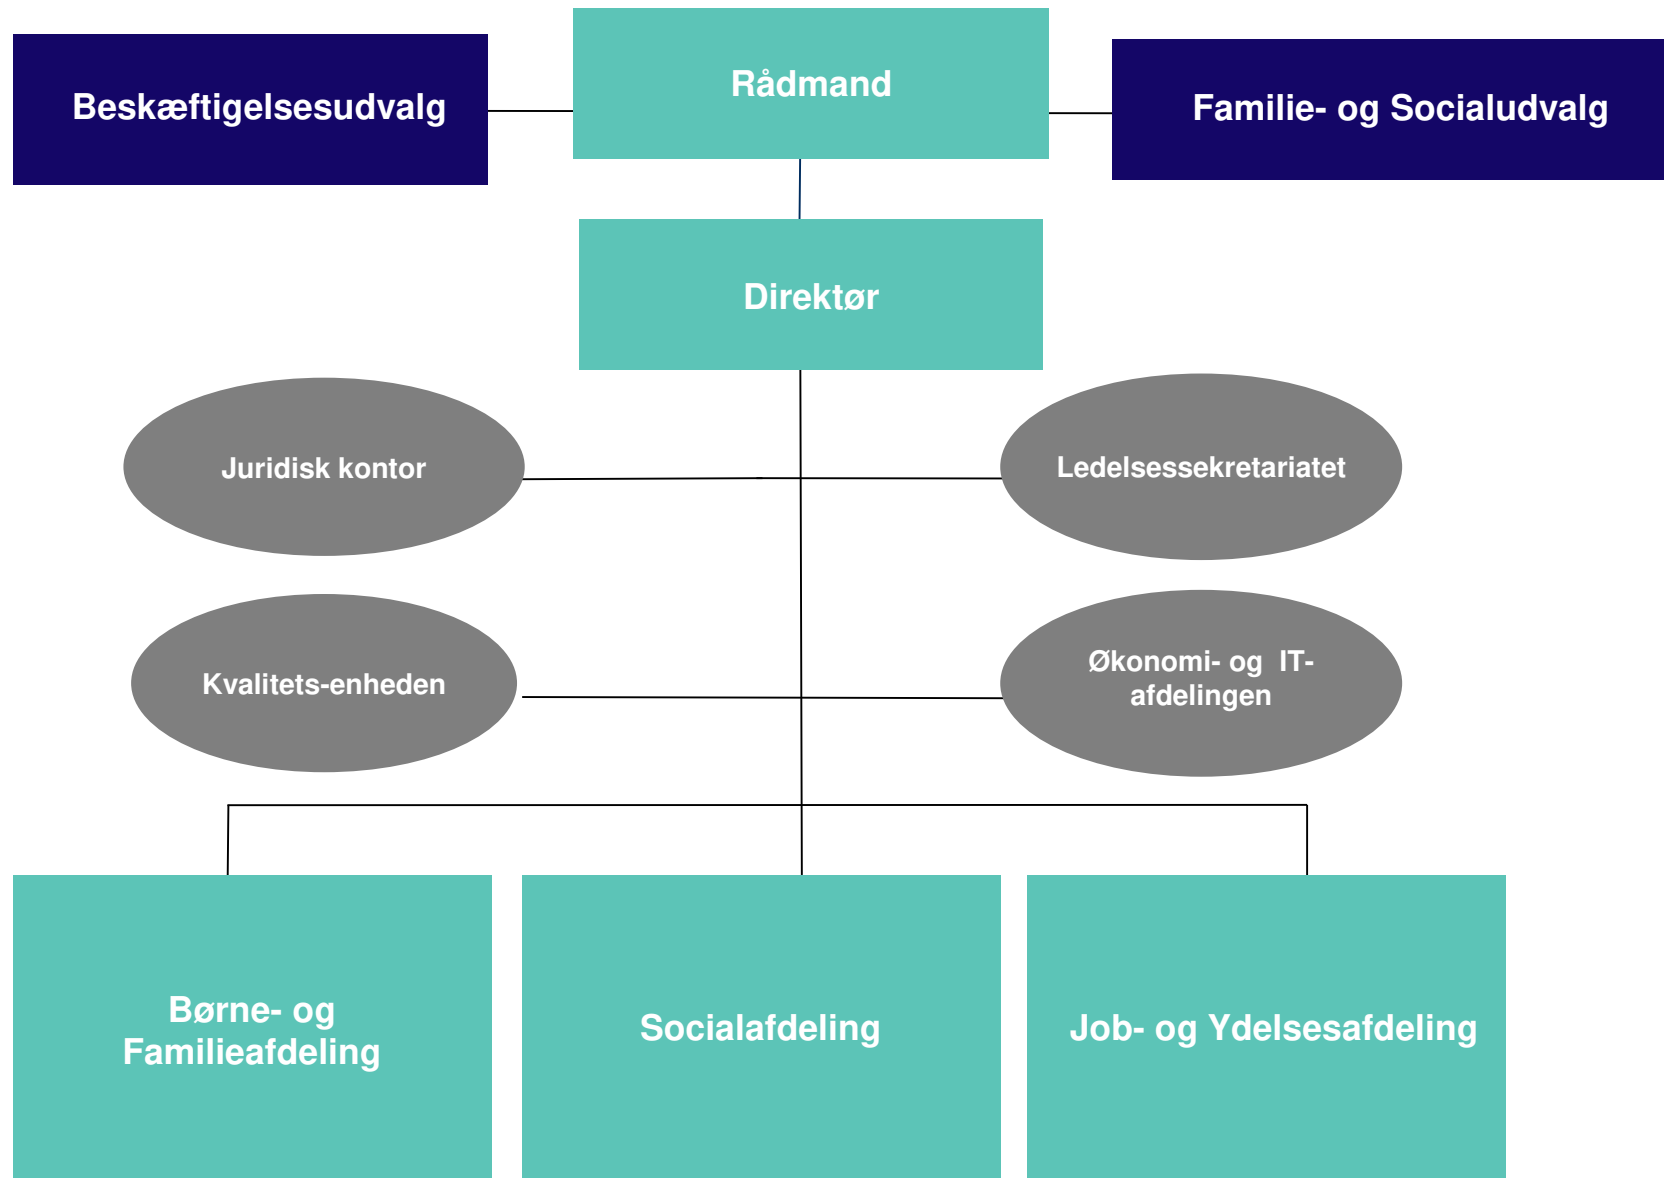 Beskæftigelsesudvalg
Rådmand
Familie- og Socialudvalg
Direktør
Juridisk kontor
Ledelsessekretariatet
Kvalitets-enheden
Økonomi- og  IT-
afdelingen
Børne- og
Familieafdeling
Socialafdeling
Job- og Ydelsesafdeling